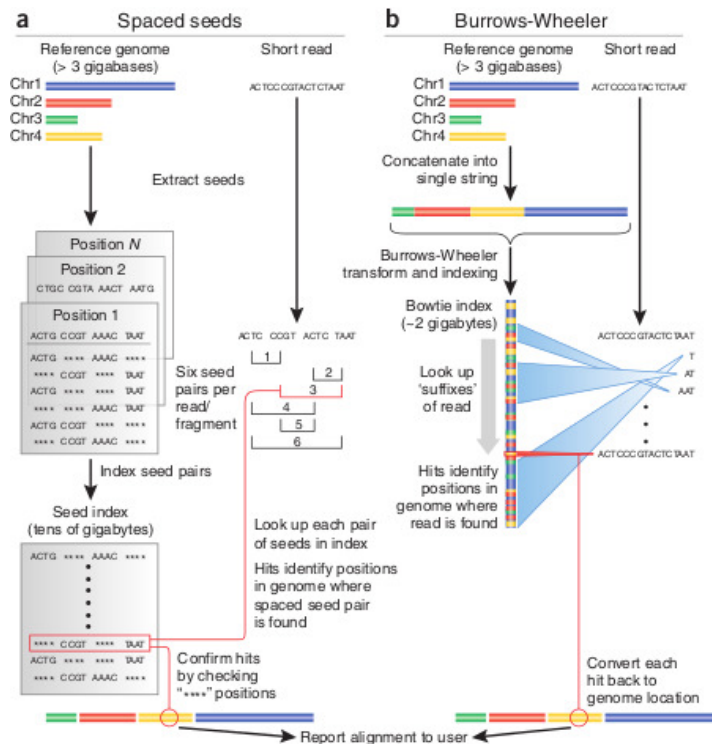 a
Spaced seeds
Reference genome
(> 3 gigabases)
Short read
Chr1
Chr2
Chr3
Chr4
ACTCCCGTACTCTAAT
Extract seeds
Position N
Position 2
CTGC CCGTA AACT AATG
Position 1
ACTG CCGT AAAC TAAT
ACTG **** AAAC ****
**** CCGT **** TAAT
ACTG **** **** TAAT
**** CCGT AAAC ****
ACTG CCGT **** ****
**** **** AAAC TAAT
Six seed
pairs per
read/
fragment
ACTC CCGT ACTC TAAT
1
2
3
4
5
6
Index seed pairs
Seed index
(tens of gigabytes)
ACTG **** AAAC ****
**** CCGT **** TAAT
ACTG **** **** TAAT
**** CCGT AAAC ****
Look up each pair
of seeds in index
Hits identify positions
in genome where
spaced seed pair
is found
Confirm hits
by checking
"****" positions
b
Burrows-Wheeler
Reference genome
(> 3 gigabases)
Short read
Chr1
Chr2
Chr3
Chr4
ACTCCCGTACTCTAAT
Concatenate into
single string
Burrows-Wheeler
transform and indexing
Bowtie index
(~2 gigabytes)
Look up
'suffixes'
of read
Hits identify
positions in
genome where
read is found
ACTCCCGTACTCTAAT
T
AT
AAT
ACTCCCGTACTCTAAT
Convert each
hit back to
genome location
Report alignment to user